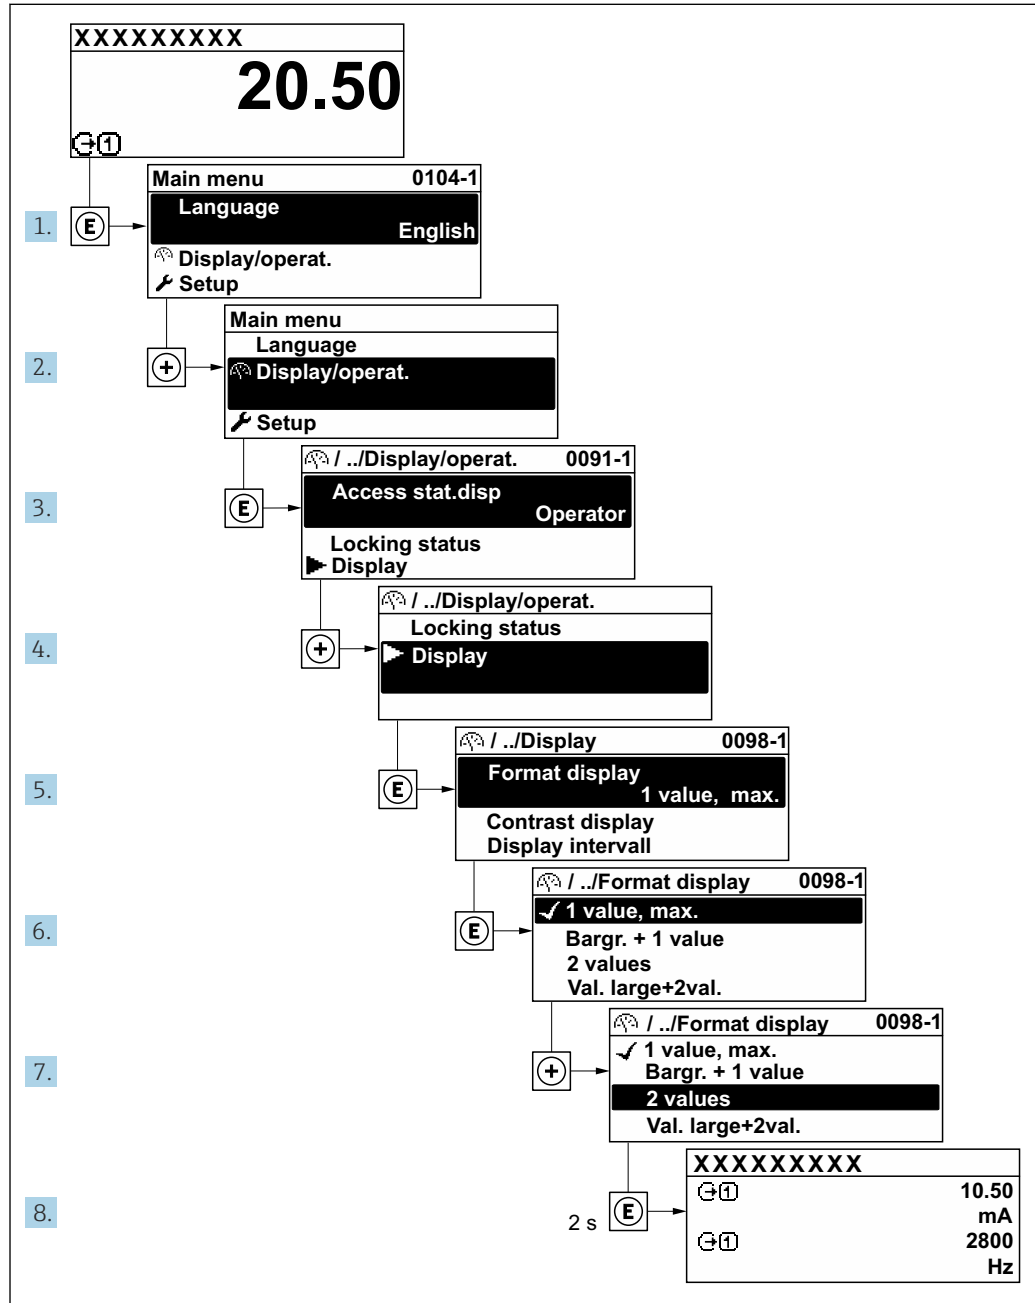 XXXXXXXXX
20.50
1
Main menu 0104-1
Language
English
Display/operat.
Setup
1. E
Main menu
Language
Display/operat.
Setup
2. +
/ ../Display/operat. 0091-1
Access stat.disp
Operator
Locking status
Display
3. E
/ ../Display/operat.
Locking status
Display
4. +
/ ../Display 0098-1
Format display
1 value, max.
Contrast display
Display intervall
5. E
/ ../Format display 0098-1
1 value, max.
Bargr. + 1 value
2 values
Val. large+2val.
6. E
/ ../Format display 0098-1
1 value, max.
Bargr. + 1 value
2 values
Val. large+2val.
7. +
XXXXXXXXX
1 10.50
mA
1 2800
Hz
8. 2 s E